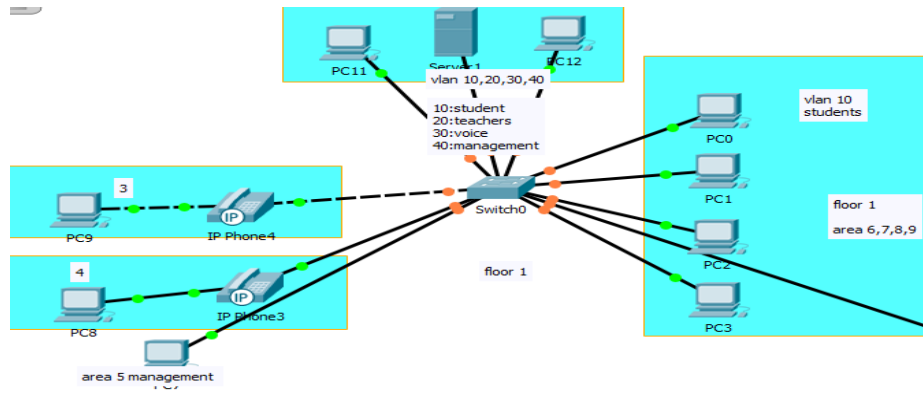 PC11
Server1
PC12
vlan 10,20,30,40
10:student
20:teachers
30:voice
40:management
vlan 10
students
PC0
PC1
floor 1
area 6,7,8,9
PC2
PC3
Switch0
floor 1
3
PC9
IP
IP Phone4
4
PC8
IP
IP Phone3
area 5 management